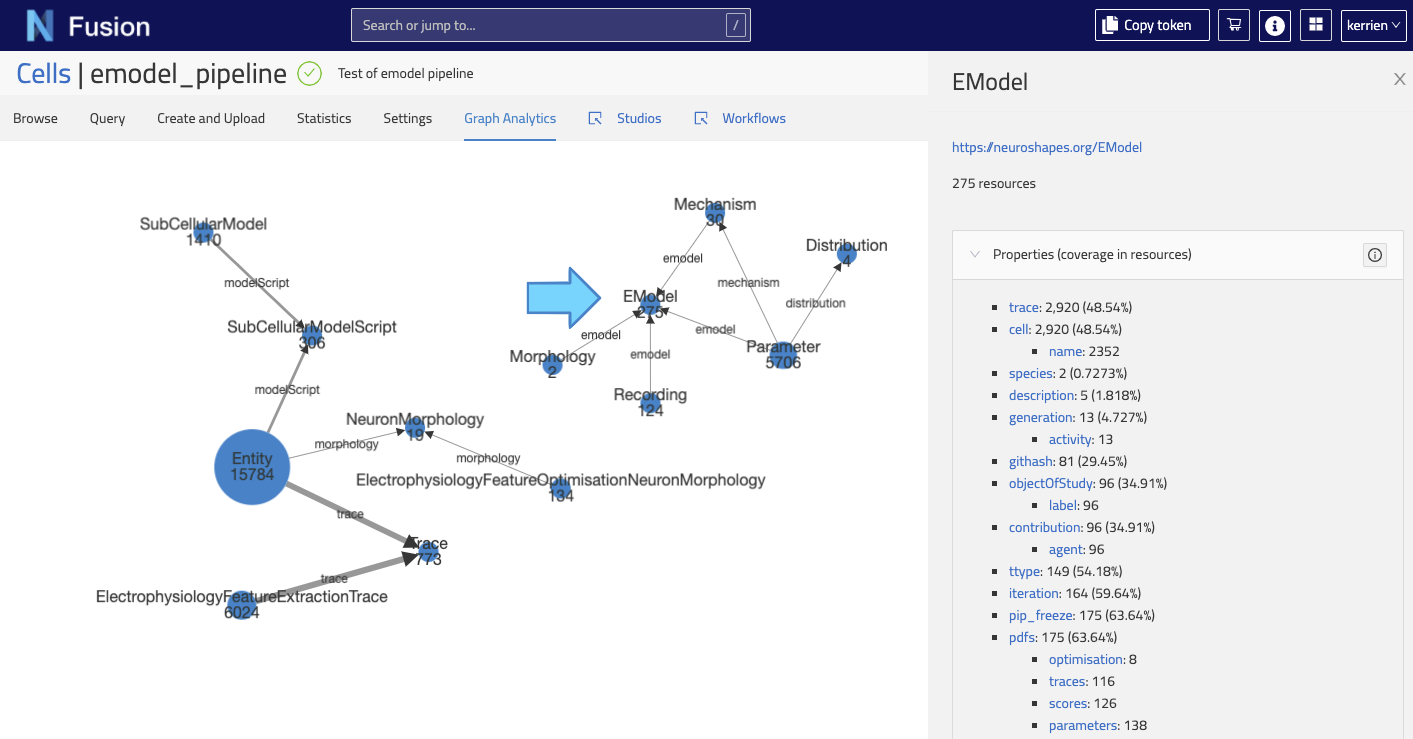 Fusion
Search or jump to...
/
Copy token
kerrien
Cells | emodel_pipeline
Test of emodel pipeline
Browse
Query
Create and Upload
Statistics
Settings
Graph Analytics
Studios
Workflows
SubCellularModel
1410
modelScript
SubCellularModelScript
306
modelScript
Entity
15784
morphology
NeuronMorphology
19
morphology
ElectrophysiologyFeatureOptimisationNeuronMorphology
134
trace
Trace
773
trace
ElectrophysiologyFeatureExtractionTrace
6024
Mechanism
30
emodel
mechanism
Distribution
4
distribution
EModel
275
emodel
emodel
emodel
Morphology
2
Recording
124
Parameter
5706
EModel
https://neuroshapes.org/EModel
275 resources
Properties (coverage in resources)
trace: 2,920 (48.54%)
cell: 2,920 (48.54%)
name: 2352
species: 2 (0.7273%)
description: 5 (1.818%)
generation: 13 (4.727%)
activity: 13
githash: 81 (29.45%)
objectOfStudy: 96 (34.91%)
label: 96
contribution: 96 (34.91%)
agent: 96
ttype: 149 (54.18%)
iteration: 164 (59.64%)
pip_freeze: 175 (63.64%)
pdfs: 175 (63.64%)
optimisation: 8
traces: 116
scores: 126
parameters: 138